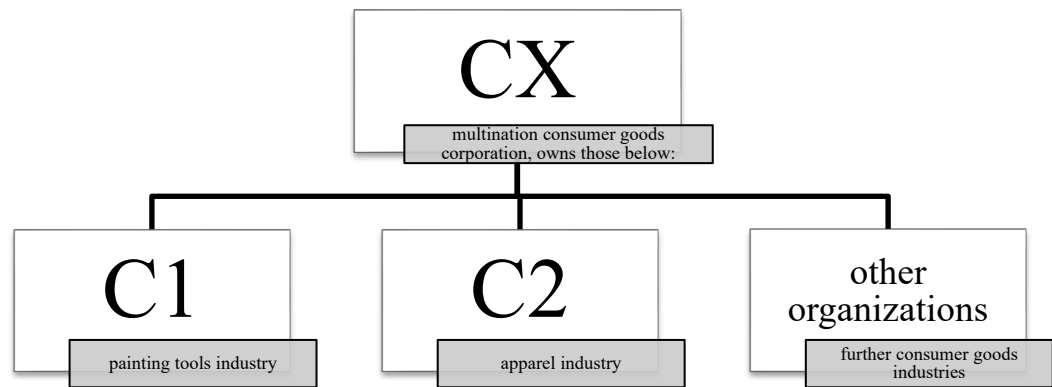 CX
multination consumer goods
corporation, owns those below:
C1
painting tools industry
C2
apparel industry
other
organizations
further consumer goods
industries